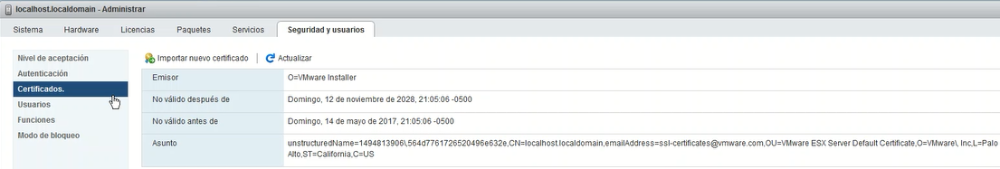 localhost.localdomain - Administrar
Sistema Hardware Licencias Paquetes Servicios Seguridad y usuarios
Nivel de aceptación
Autenticación
Certificados.
Usuarios
Funciones
Modo de bloqueo
Importar nuevo certificado | Actualizar
Emisor O=VMware Installer
No válido después de Domingo, 12 de noviembre de 2028, 21:05:06 -0500
No válido antes de Domingo, 14 de mayo de 2017, 21:05:06 -0500
Asunto unstructuredName=1494813906\,564d7761726520496e632e,CN=localhost.localdomain,emailAddress=ssl-certificates@vmware.com,OU=VMware ESX Server Default Certificate,O=VMware\, Inc,L=Palo
Alto,ST=California,C=US